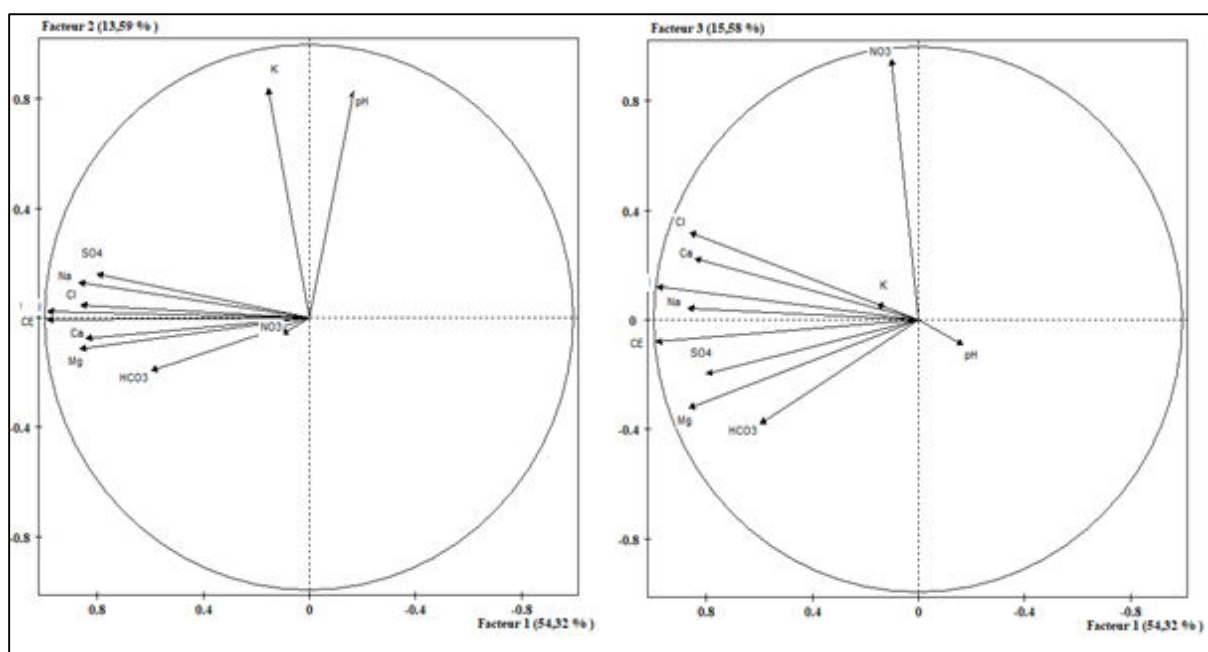 Facteur 2 (13,59 % )
K
pH
0.8
0.4
SO4
Na
Cl
0
CE
NO3
Ca
Mg
HCO3
-0.4
-0.8
0.8 0.4 0 -0.4 -0.8
Facteur 1 (54,32 % )
Facteur 3 (15,58 %)
NO3
0.8
0.4
Cl
Ca
K
Na
0
CE
SO4
pH
Mg
HCO3
-0.4
-0.8
0.8 0.4 0 -0.4 -0.8
Facteur 1 (54,32 % )